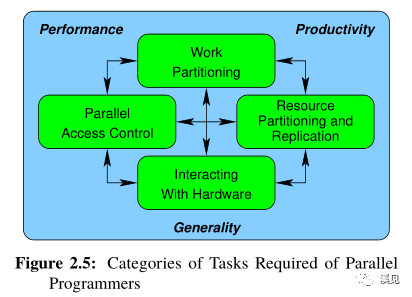 Performance
Productivity
Work
Partitioning
Parallel
Access Control
Resource
Partitioning and
Replication
Interacting
With Hardware
Generality
Figure 2.5: Categories of Tasks Required of Parallel
Programmers
溪见